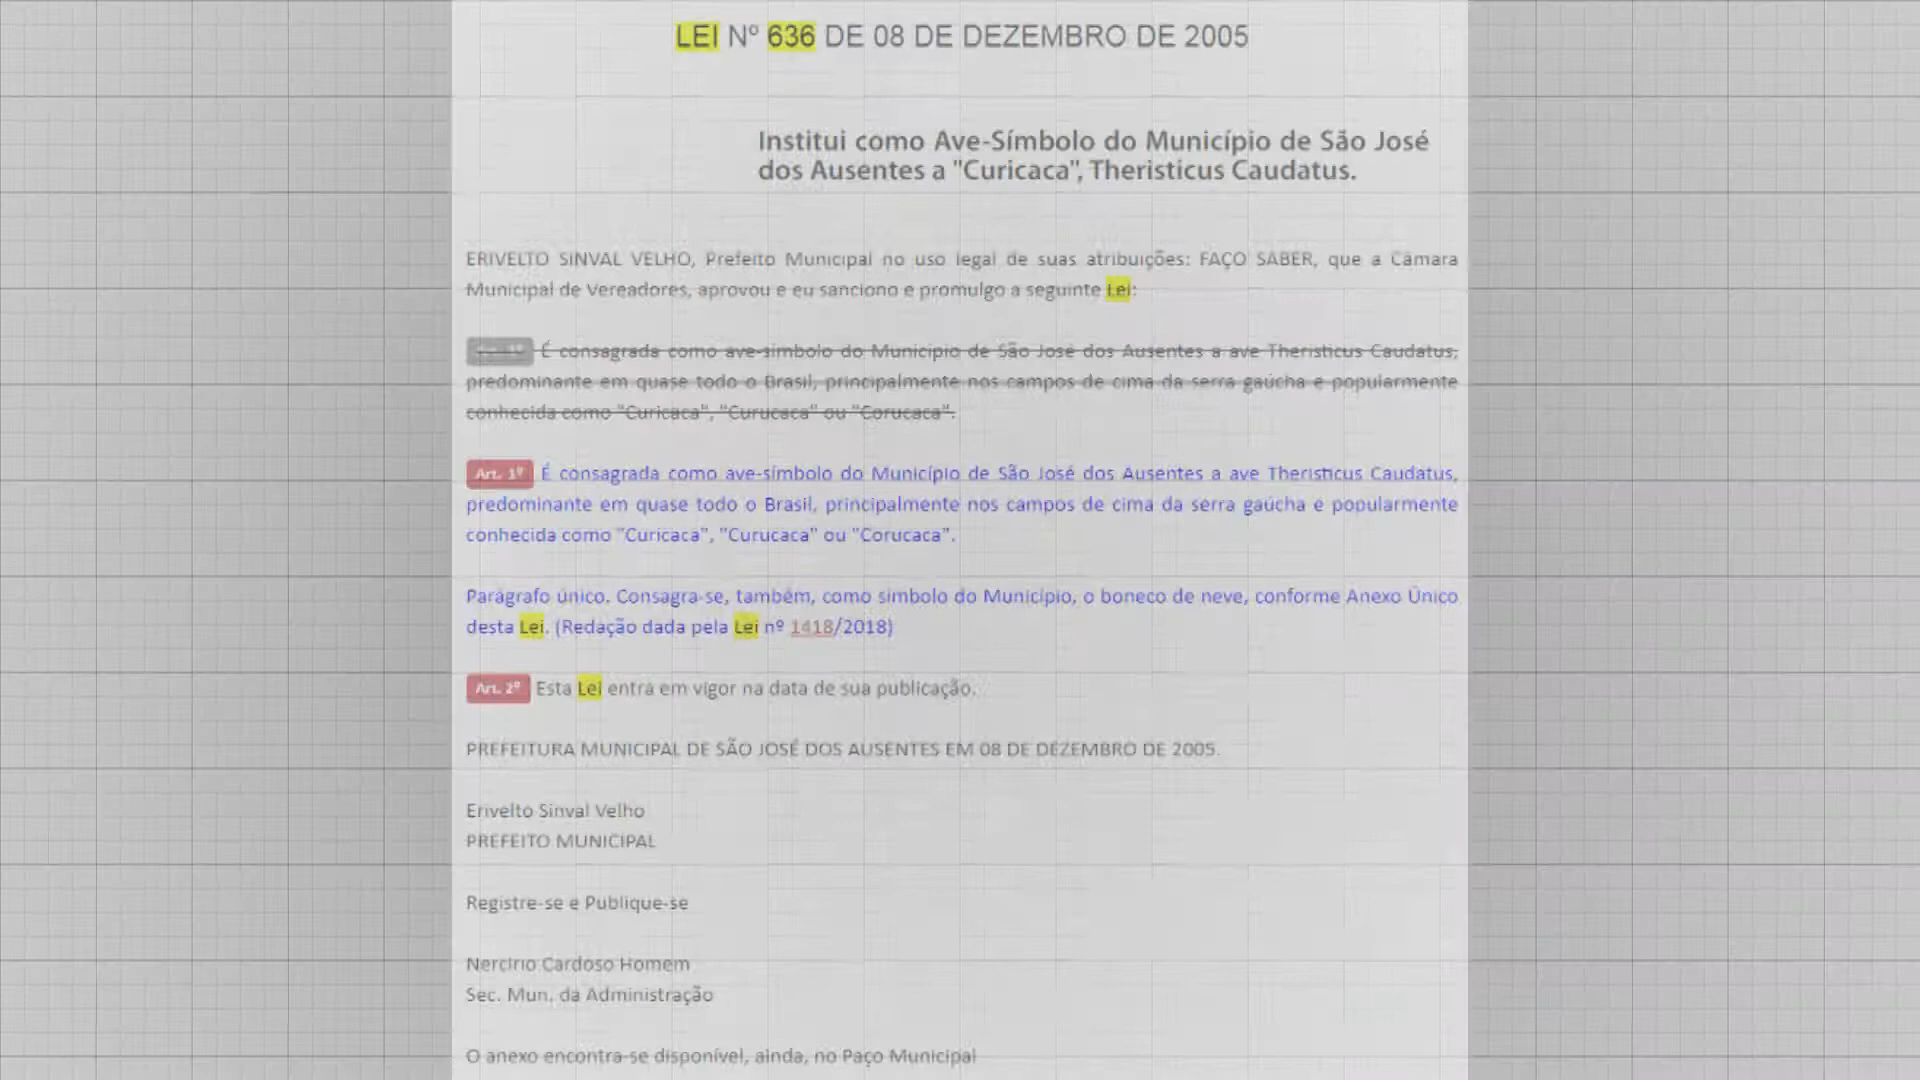 LEI Nº 636 DE 08 DE DEZEMBRO DE 2005
Institui como Ave-Símbolo do Município de São José
dos Ausentes a "Curicaca", Theristicus Caudatus.
ERIVELTO SINVAL VELHO, Prefeito Municipal no uso legal de suas atribuições: FAÇO SABER, que a Câmara
Municipal de Vereadores, aprovou e eu sanciono e promulgo a seguinte Lei:
É consagrada como ave-símbolo do Município de São José dos Ausentes a ave Theristicus Caudatus,
predominante em quase todo o Brasil, principalmente nos campos de cima da serra gaúcha e popularmente
conhecida como "Curicaca", "Curucaca" ou "Corucaca".
Art. 1º É consagrada como ave-símbolo do Município de São José dos Ausentes a ave Theristicus Caudatus,
predominante em quase todo o Brasil, principalmente nos campos de cima da serra gaúcha e popularmente
conhecida como "Curicaca", "Curucaca" ou "Corucaca".
Parágrafo único. Consagra-se, também, como símbolo do Município, o boneco de neve, conforme Anexo Único
desta Lei. (Redação dada pela Lei nº 1418/2018)
Art. 2º Esta Lei entra em vigor na data de sua publicação.
PREFEITURA MUNICIPAL DE SÃO JOSÉ DOS AUSENTES EM 08 DE DEZEMBRO DE 2005.
Erivelto Sinval Velho
PREFEITO MUNICIPAL
Registre-se e Publique-se
Nercirio Cardoso Homem
Sec. Mun. da Administração
O anexo encontra-se disponível, ainda, no Paço Municipal